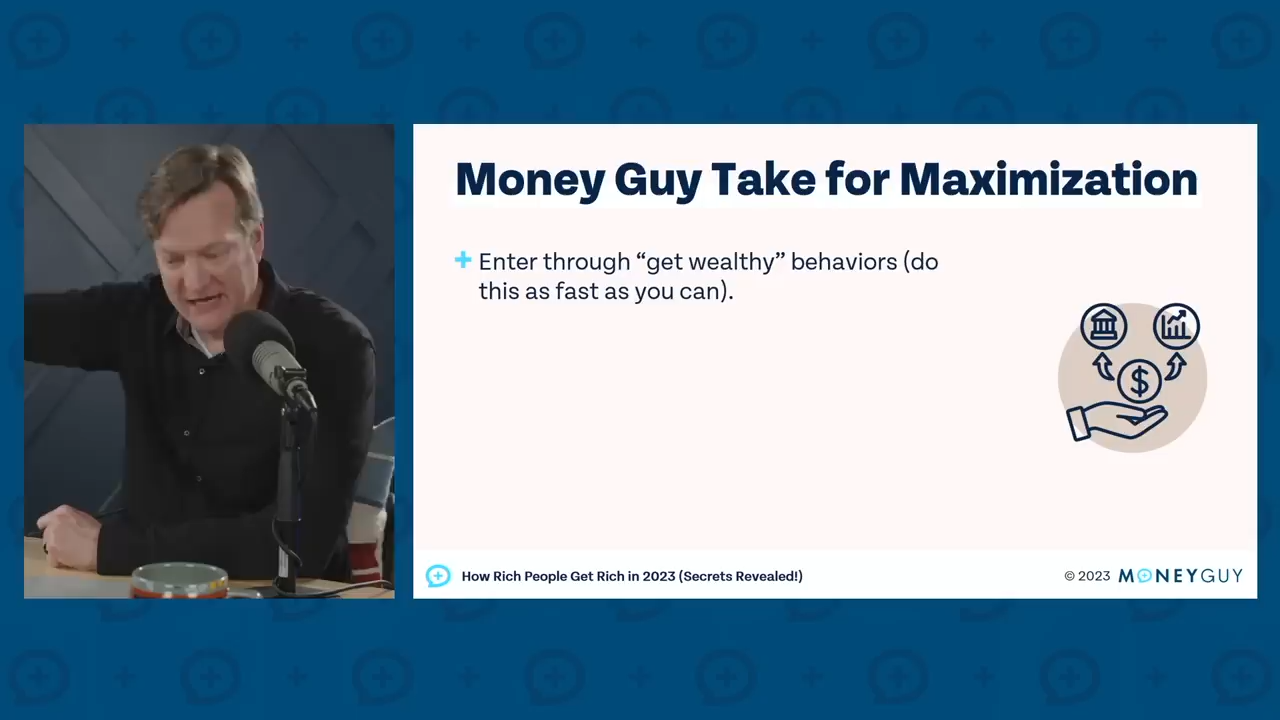 Money Guy Take for Maximization
Enter through “get wealthy” behaviors (do
this as fast as you can).
$
How Rich People Get Rich in 2023 (Secrets Revealed!)
© 2023 MONEYGUY